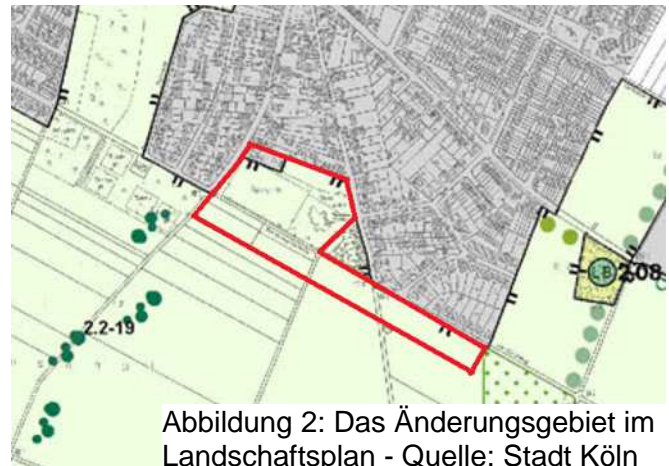 2.08
LB
2.2-19
Abbildung 2: Das Änderungsgebiet im
Landschaftsplan - Quelle: Stadt Köln